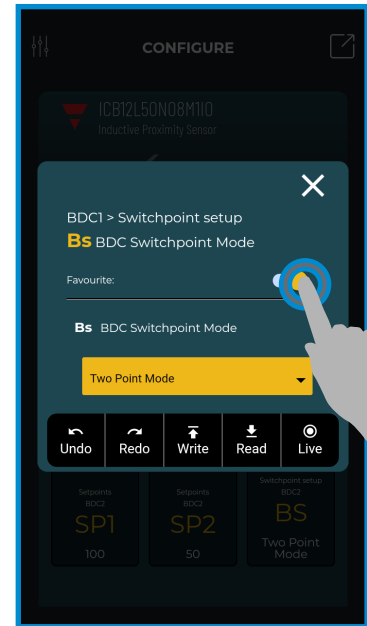 CONFIGURE
ICB12L50N08M1IO
Inductive Proximity Sensor
BDC1 > Switchpoint setup
Bs BDC Switchpoint Mode
Favourite:
Bs BDC Switchpoint Mode
Two Point Mode
Undo Redo Write Read Live
Setpoints
BDC2
SP1
100
Setpoints
BDC2
SP2
50
Switchpoint setup
BDC2
BS
Two Point
Mode